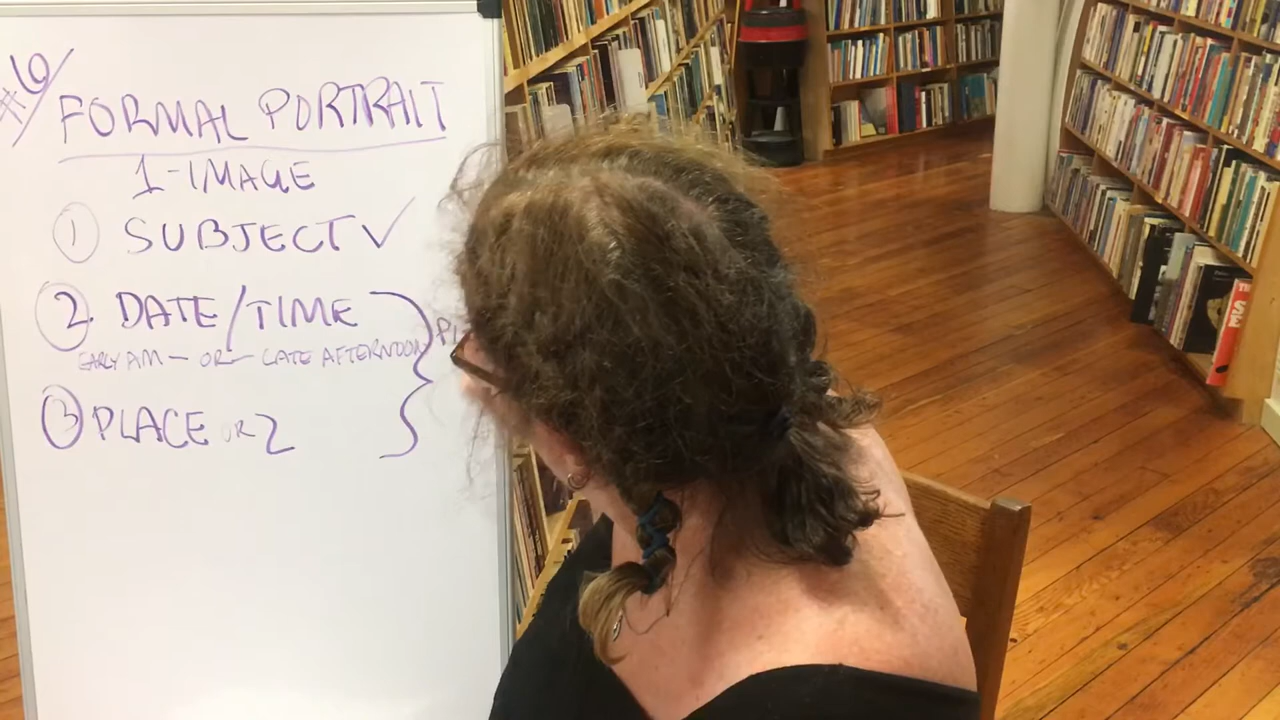 #6
FORMAL PORTRAIT
1-IMAGE
1 SUBJECT ✓
2. DATE/TIME
EARLY AM - OR - LATE AFTERNOON
3 PLACE OR 2